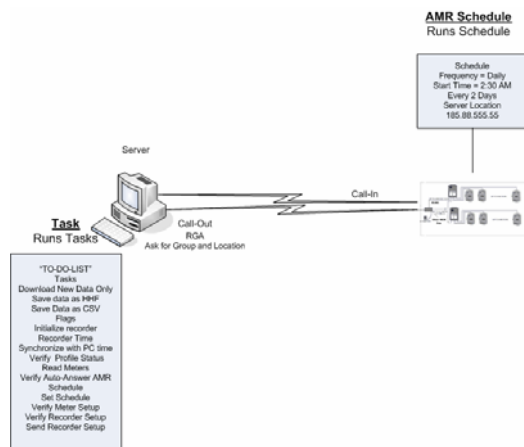 AMR Schedule
Runs Schedule
Schedule
Frequency = Daily
Start Time = 2:30 AM
Every 2 Days
Server Location
185.88.555.55
Server
Call-In
Call-Out
RGA
Ask for Group and Location
Task
Runs Tasks
"TO-DO-LIST"
Tasks
Download New Data Only
Save data as HHF
Save Data as CSV
Flags
Initialize recorder
Recorder Time
Synchronize with PC time
Verify Profile Status
Read Meters
Verify Auto-Answer AMR
Schedule
Set Schedule
Verify Meter Setup
Verify Recorder Setup
Send Recorder Setup